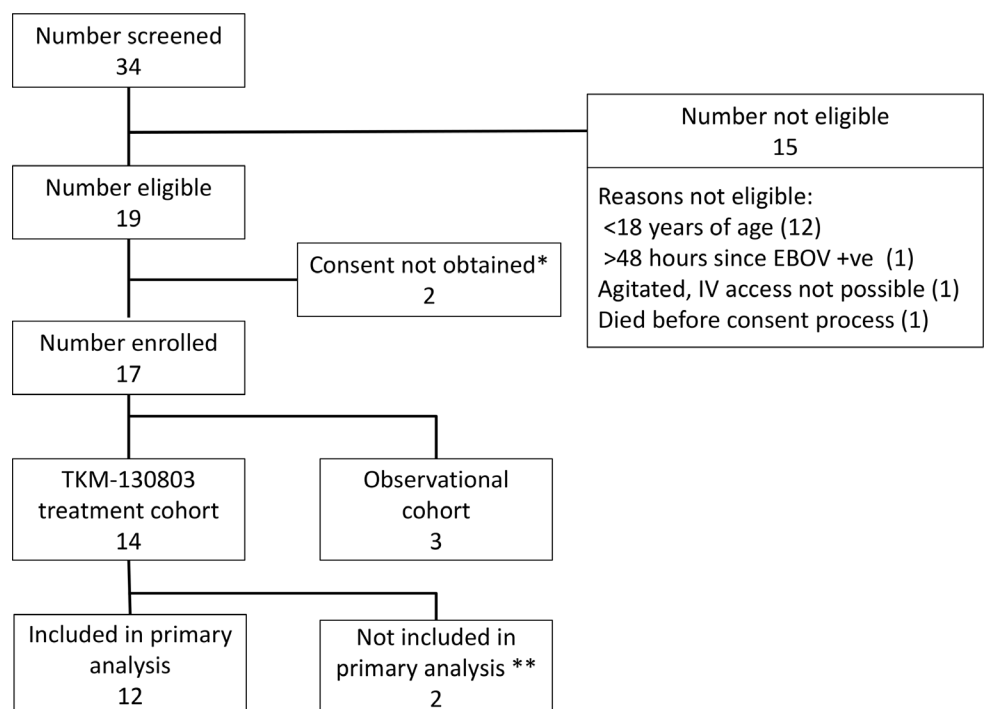 Number screened
34
Number not eligible
15
Reasons not eligible:
<18 years of age (12)
>48 hours since EBOV +ve (1)
Agitated, IV access not possible (1)
Died before consent process (1)
Number eligible
19
Consent not obtained*
2
Number enrolled
17
TKM-130803
treatment cohort
14
Observational
cohort
3
Included in primary
analysis
12
Not included in
primary analysis **
2